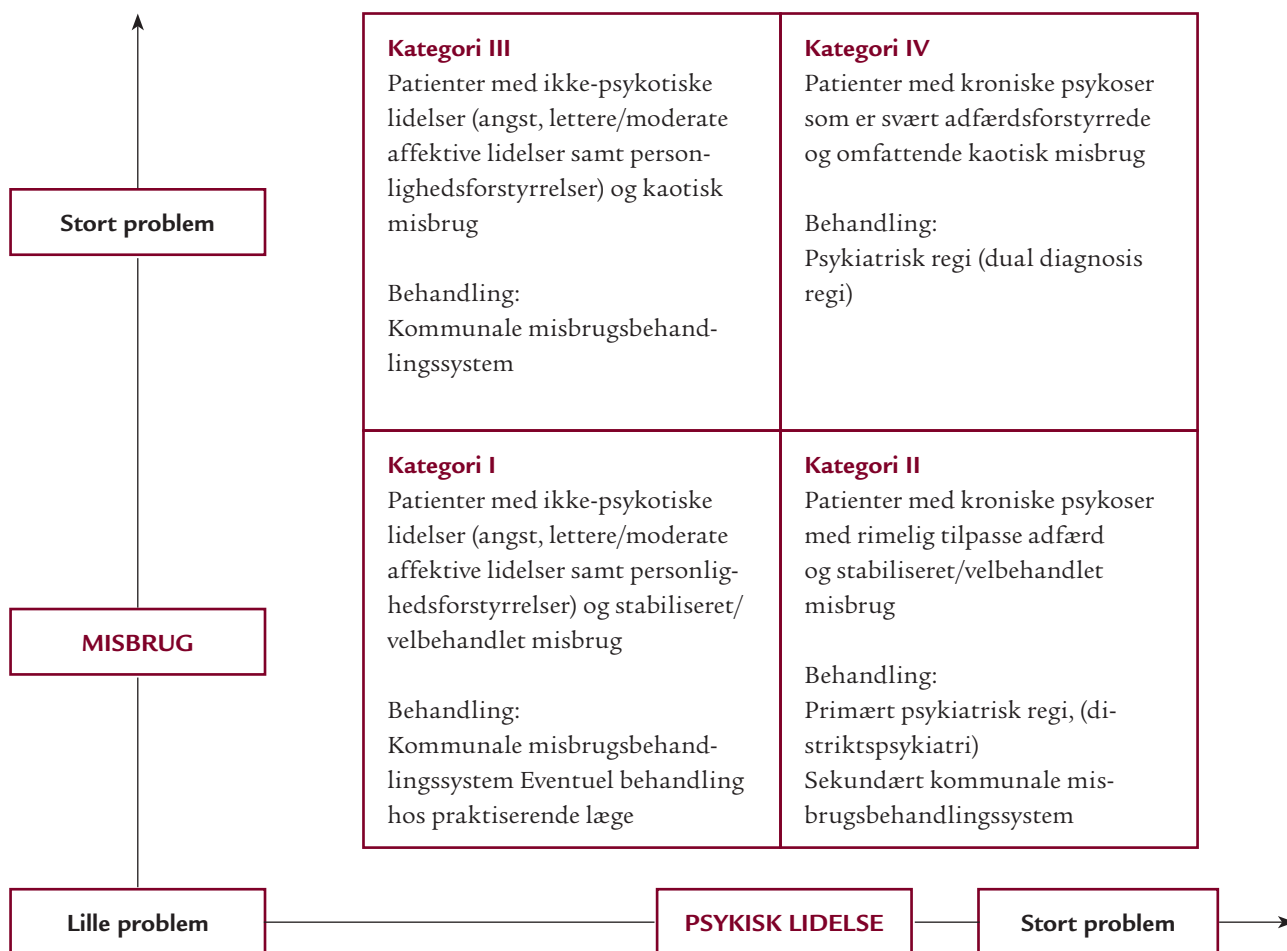 Kategori III
Patienter med ikke-psykotiske
lidelser (angst, lettere/moderate
affektive lidelser samt person-
lighedsforstyrrelser) og kaotisk
misbrug
Behandling:
Kommunale misbrugsbehand-
lingssystem
Kategori IV
Patienter med kroniske psykoser
som er svært adfærdsforstyrrede
og omfattende kaotisk misbrug
Behandling:
Psykiatrisk regi (dual diagnosis
regi)
Stort problem
Kategori I
Patienter med ikke-psykotiske
lidelser (angst, lettere/moderate
affektive lidelser samt personlig-
hedsforstyrrelser) og stabiliseret/
velbehandlet misbrug
Behandling:
Kommunale misbrugsbehand-
lingssystem Eventuel behandling
hos praktiserende læge
Kategori II
Patienter med kroniske psykoser
med rimelig tilpasse adfærd
og stabiliseret/velbehandlet
misbrug
Behandling:
Primært psykiatrisk regi, (di-
striktspsykiatri)
Sekundært kommunale mis-
brugsbehandlingssystem
MISBRUG
Lille problem
PSYKISK LIDELSE
Stort problem